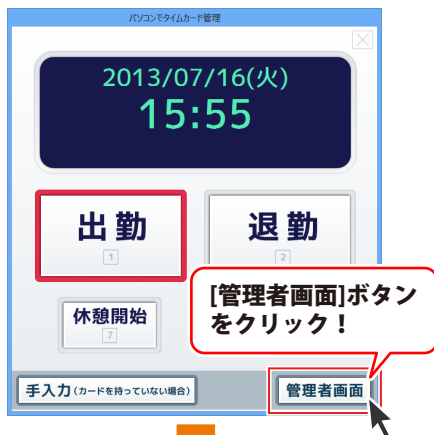 パソコンでタイムカード管理
2013/07/16(火)
15:55
出勤
1
退勤
2
[管理者画面]ボタン
をクリック！
休憩開始
7
手入力(カードを持っていない場合)
管理者画面